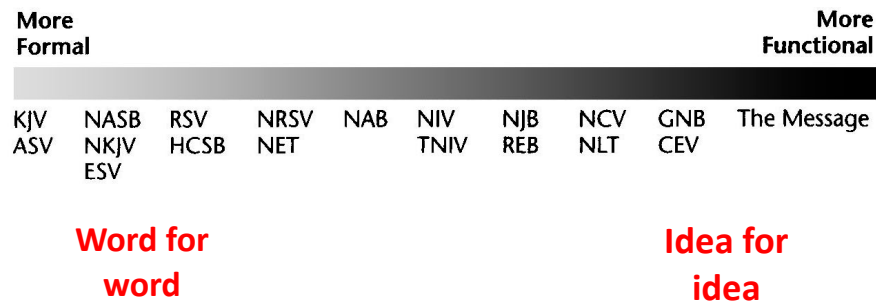 More More
Formal Functional
KJV NASB RSV NRSV NAB NIV NJB NCV GNB The Message
ASV NKJV HCSB NET TNIV REB NLT CEV
ESV
Word for Idea for
word idea